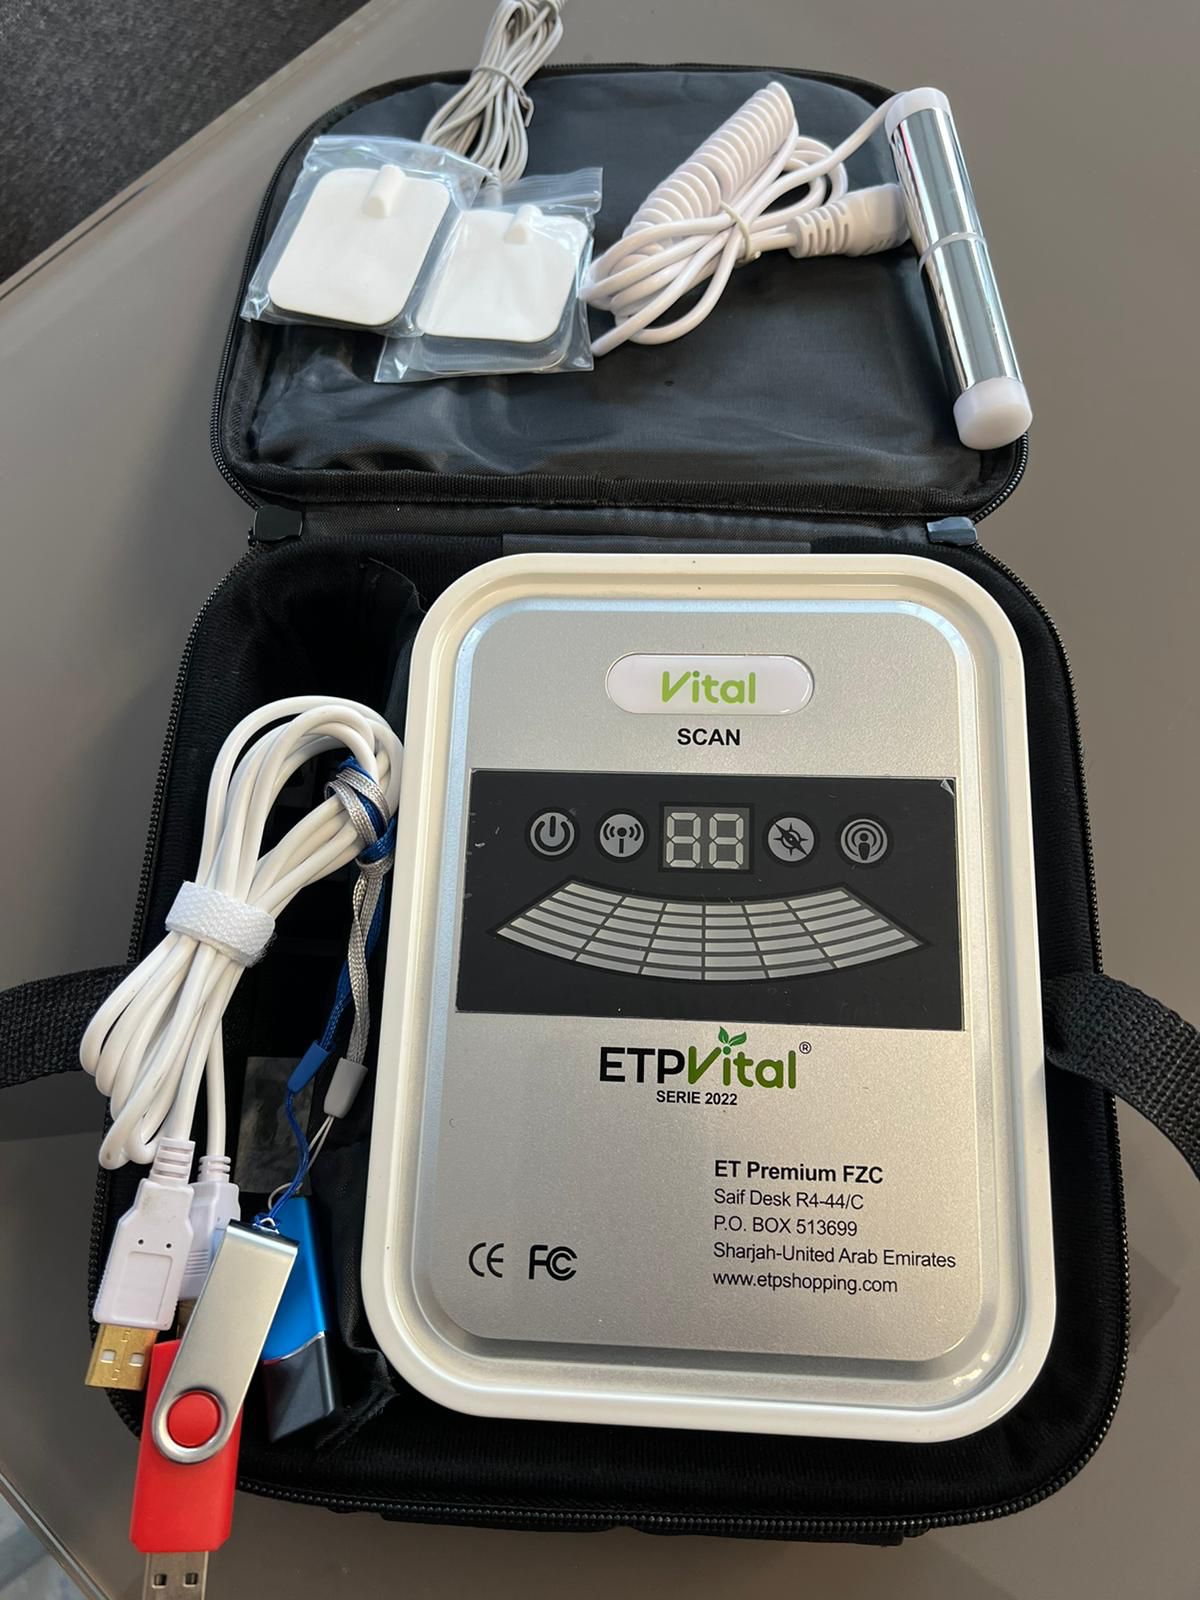 Vital
SCAN
88
ETPVital®
SERIE 2022
ET Premium FZC
Saif Desk R4-44/C
P.O. BOX 513699
Sharjah-United Arab Emirates
www.etpshopping.com
CE FC